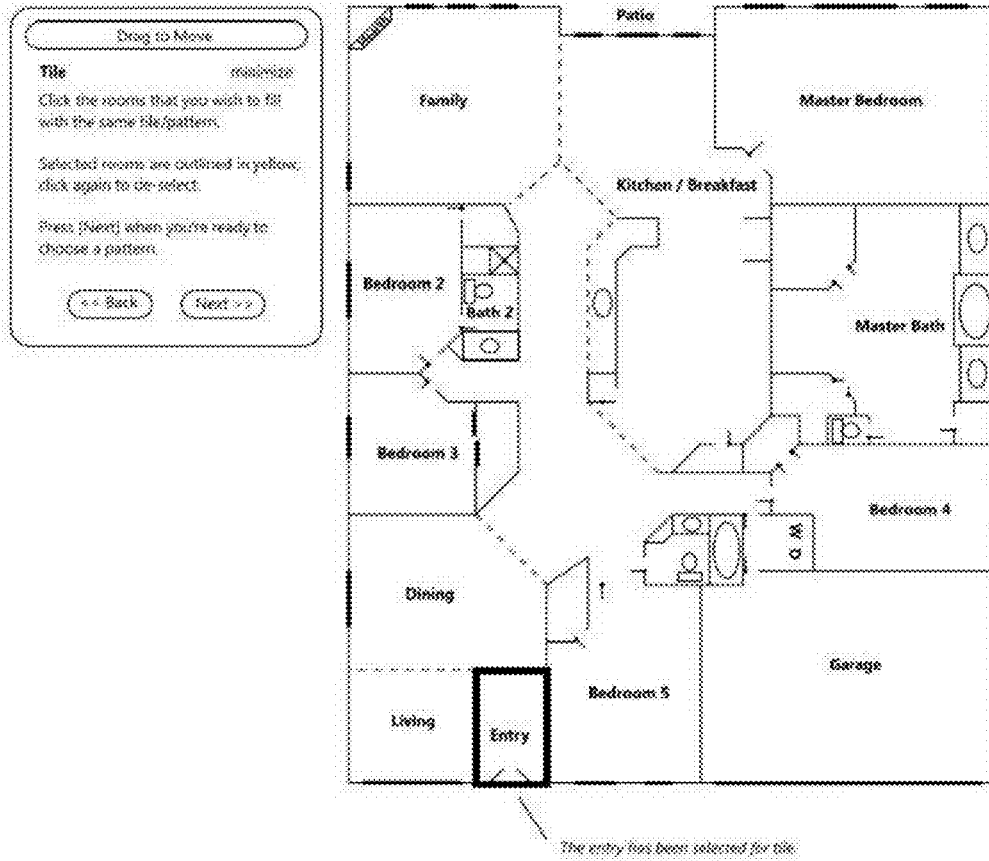 Drag to Move
Tile minimize
Click the rooms that you wish to fill
with the same tile/pattern.
Selected rooms are outlined in yellow,
click again to de-select.
Press [Next] when you're ready to
choose a pattern.
<< Back Next >>
Patio
Family
Master Bedroom
Kitchen / Breakfast
Bedroom 2
Bath 2
Master Bath
Bedroom 3
Bedroom 4
W
D
Dining
Garage
Bedroom 5
Living
Entry
The entry has been selected for tile